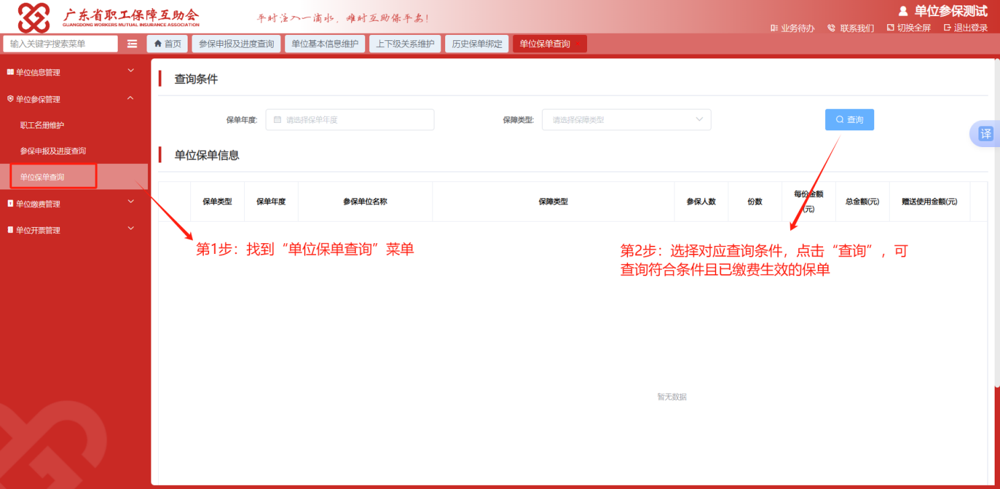 广东省职工保障互助会
GUANGDONG WORKERS MUTUAL INSURANCE ASSOCIATION
平时注入一滴水，难时互助保平安！
单位参保测试
业务待办 联系我们 切换全屏 退出登录
输入关键字搜索菜单
首页 参保申报及进度查询 单位基本信息维护 上下级关系维护 历史保单绑定 单位保单查询
单位信息管理
单位参保管理
职工名册维护
参保申报及进度查询
单位保单查询
单位缴费管理
单位开票管理
查询条件
保单年度: 请选择保单年度 保障类型: 请选择保障类型 查询
译
单位保单信息
保单类型 保单年度 参保单位名称 保障类型 参保人数 份数 每份金额(元) 总金额(元) 赠送使用金额(元)
第1步：找到“单位保单查询”菜单
第2步：选择对应查询条件，点击“查询”，可
查询符合条件且已缴费生效的保单
暂无数据